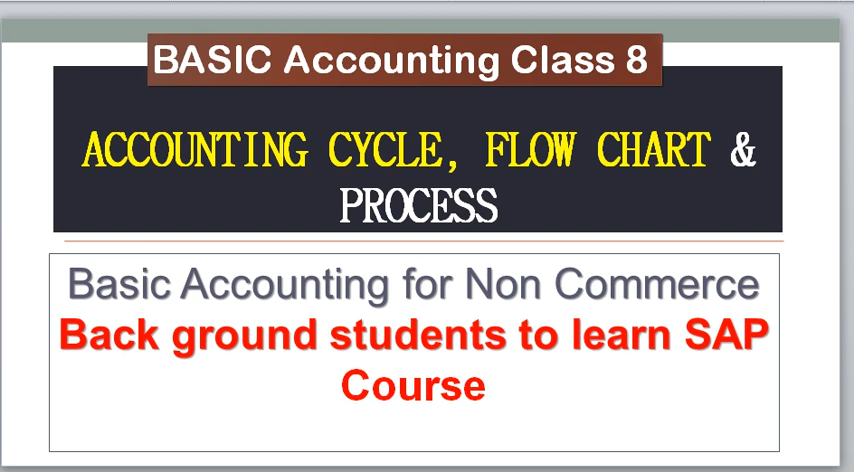 BASIC Accounting Class 8
ACCOUNTING CYCLE, FLOW CHART &
PROCESS
Basic Accounting for Non Commerce
Back ground students to learn SAP
Course